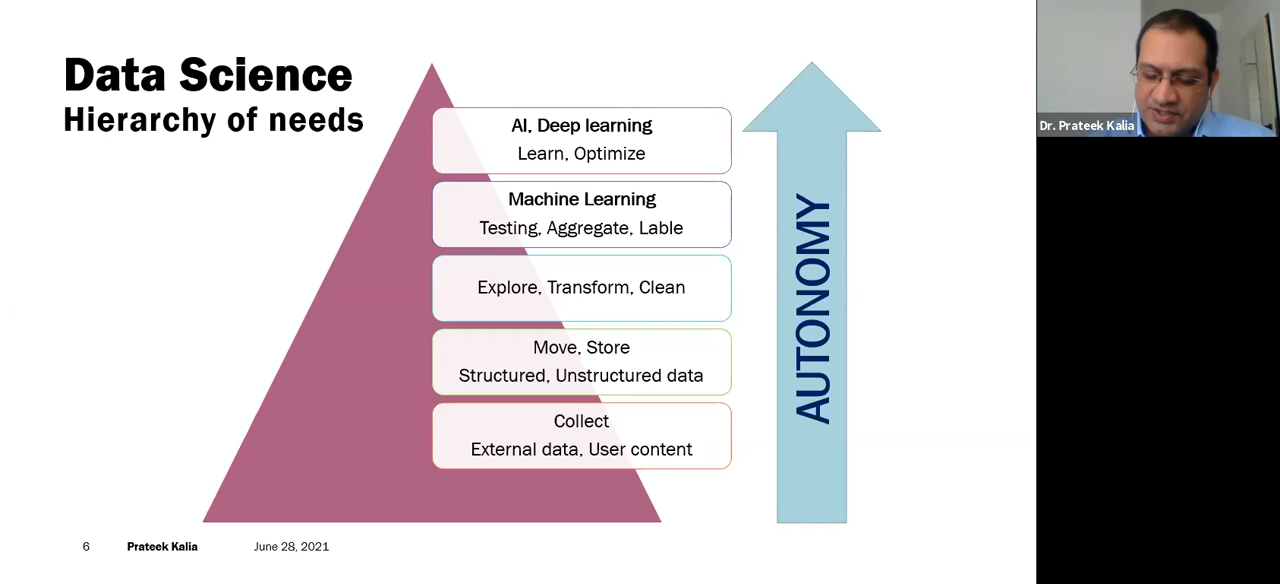 Data Science
Hierarchy of needs
AI, Deep learning
Learn, Optimize
Machine Learning
Testing, Aggregate, Lable
Explore, Transform, Clean
Move, Store
Structured, Unstructured data
Collect
External data, User content
AUTONOMY
6 Prateek Kalia June 28, 2021
Dr. Prateek Kalia